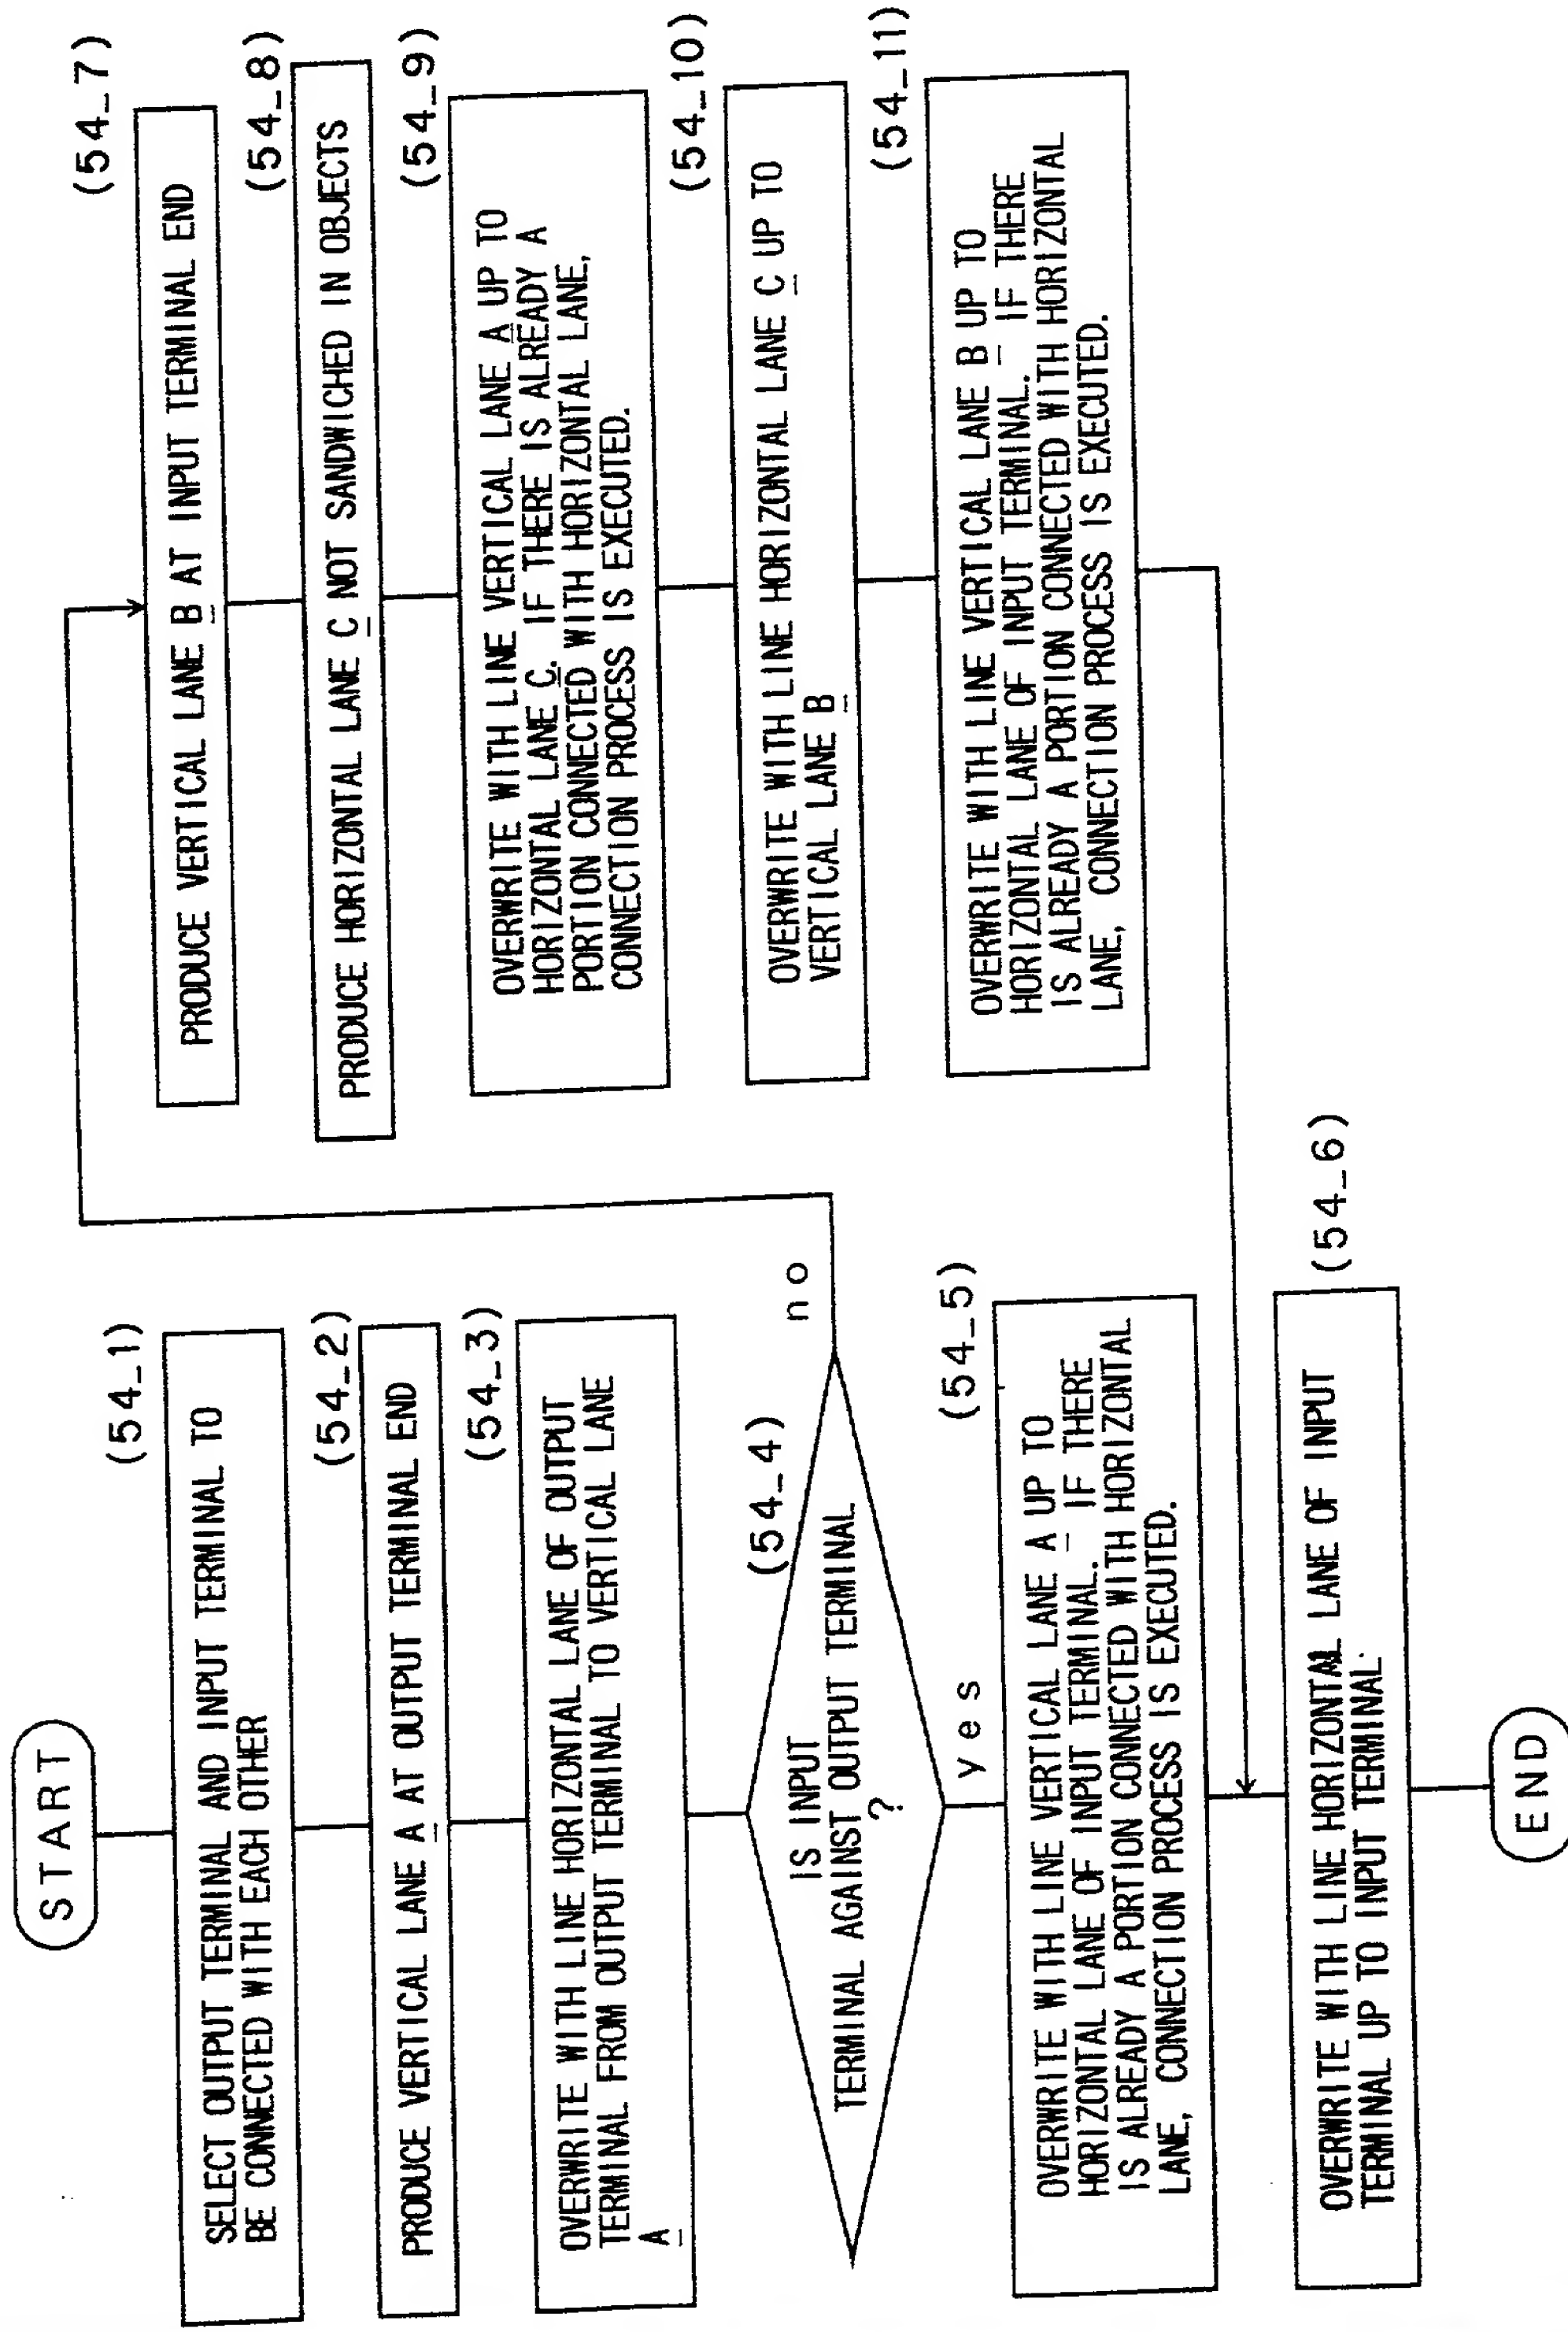 START
(54_1)
SELECT OUTPUT TERMINAL AND INPUT TERMINAL TO
BE CONNECTED WITH EACH OTHER
(54_2)
PRODUCE VERTICAL LANE A AT OUTPUT TERMINAL END
(54_3)
OVERWRITE WITH LINE HORIZONTAL LANE OF OUTPUT
TERMINAL FROM OUTPUT TERMINAL TO VERTICAL LANE
A
(54_4)
IS INPUT
TERMINAL AGAINST OUTPUT TERMINAL
?
no
yes
(54_5)
OVERWRITE WITH LINE VERTICAL LANE A UP TO
HORIZONTAL LANE OF INPUT TERMINAL. IF THERE
IS ALREADY A PORTION CONNECTED WITH HORIZONTAL
LANE, CONNECTION PROCESS IS EXECUTED.
(54_6)
OVERWRITE WITH LINE HORIZONTAL LANE OF INPUT
TERMINAL UP TO INPUT TERMINAL.
END
(54_7)
PRODUCE VERTICAL LANE B AT INPUT TERMINAL END
(54_8)
PRODUCE HORIZONTAL LANE C NOT SANDWICHED IN OBJECTS
(54_9)
OVERWRITE WITH LINE VERTICAL LANE A UP TO
HORIZONTAL LANE C. IF THERE IS ALREADY A
PORTION CONNECTED WITH HORIZONTAL LANE,
CONNECTION PROCESS IS EXECUTED.
(54_10)
OVERWRITE WITH LINE HORIZONTAL LANE C UP TO
VERTICAL LANE B
(54_11)
OVERWRITE WITH LINE VERTICAL LANE B UP TO
HORIZONTAL LANE OF INPUT TERMINAL. IF THERE
IS ALREADY A PORTION CONNECTED WITH HORIZONTAL
LANE, CONNECTION PROCESS IS EXECUTED.